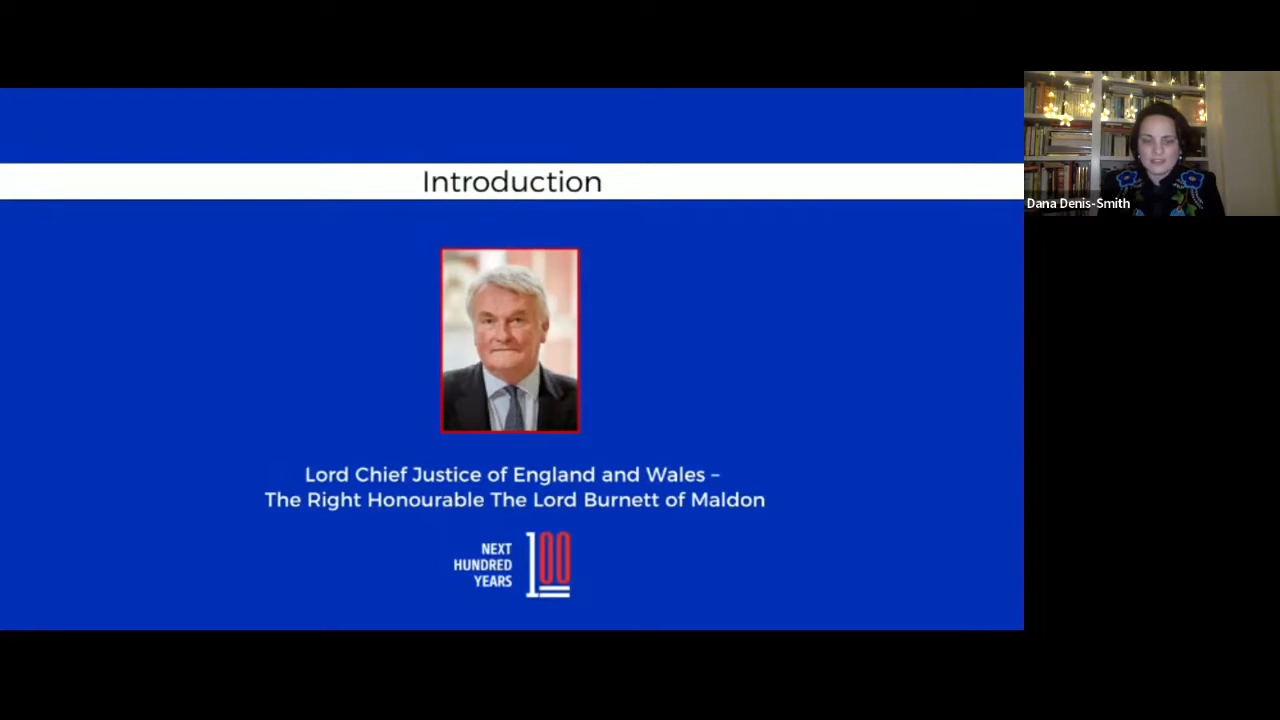 Introduction
Lord Chief Justice of England and Wales –
The Right Honourable The Lord Burnett of Maldon
NEXT
HUNDRED
YEARS
100
Dana Denis-Smith